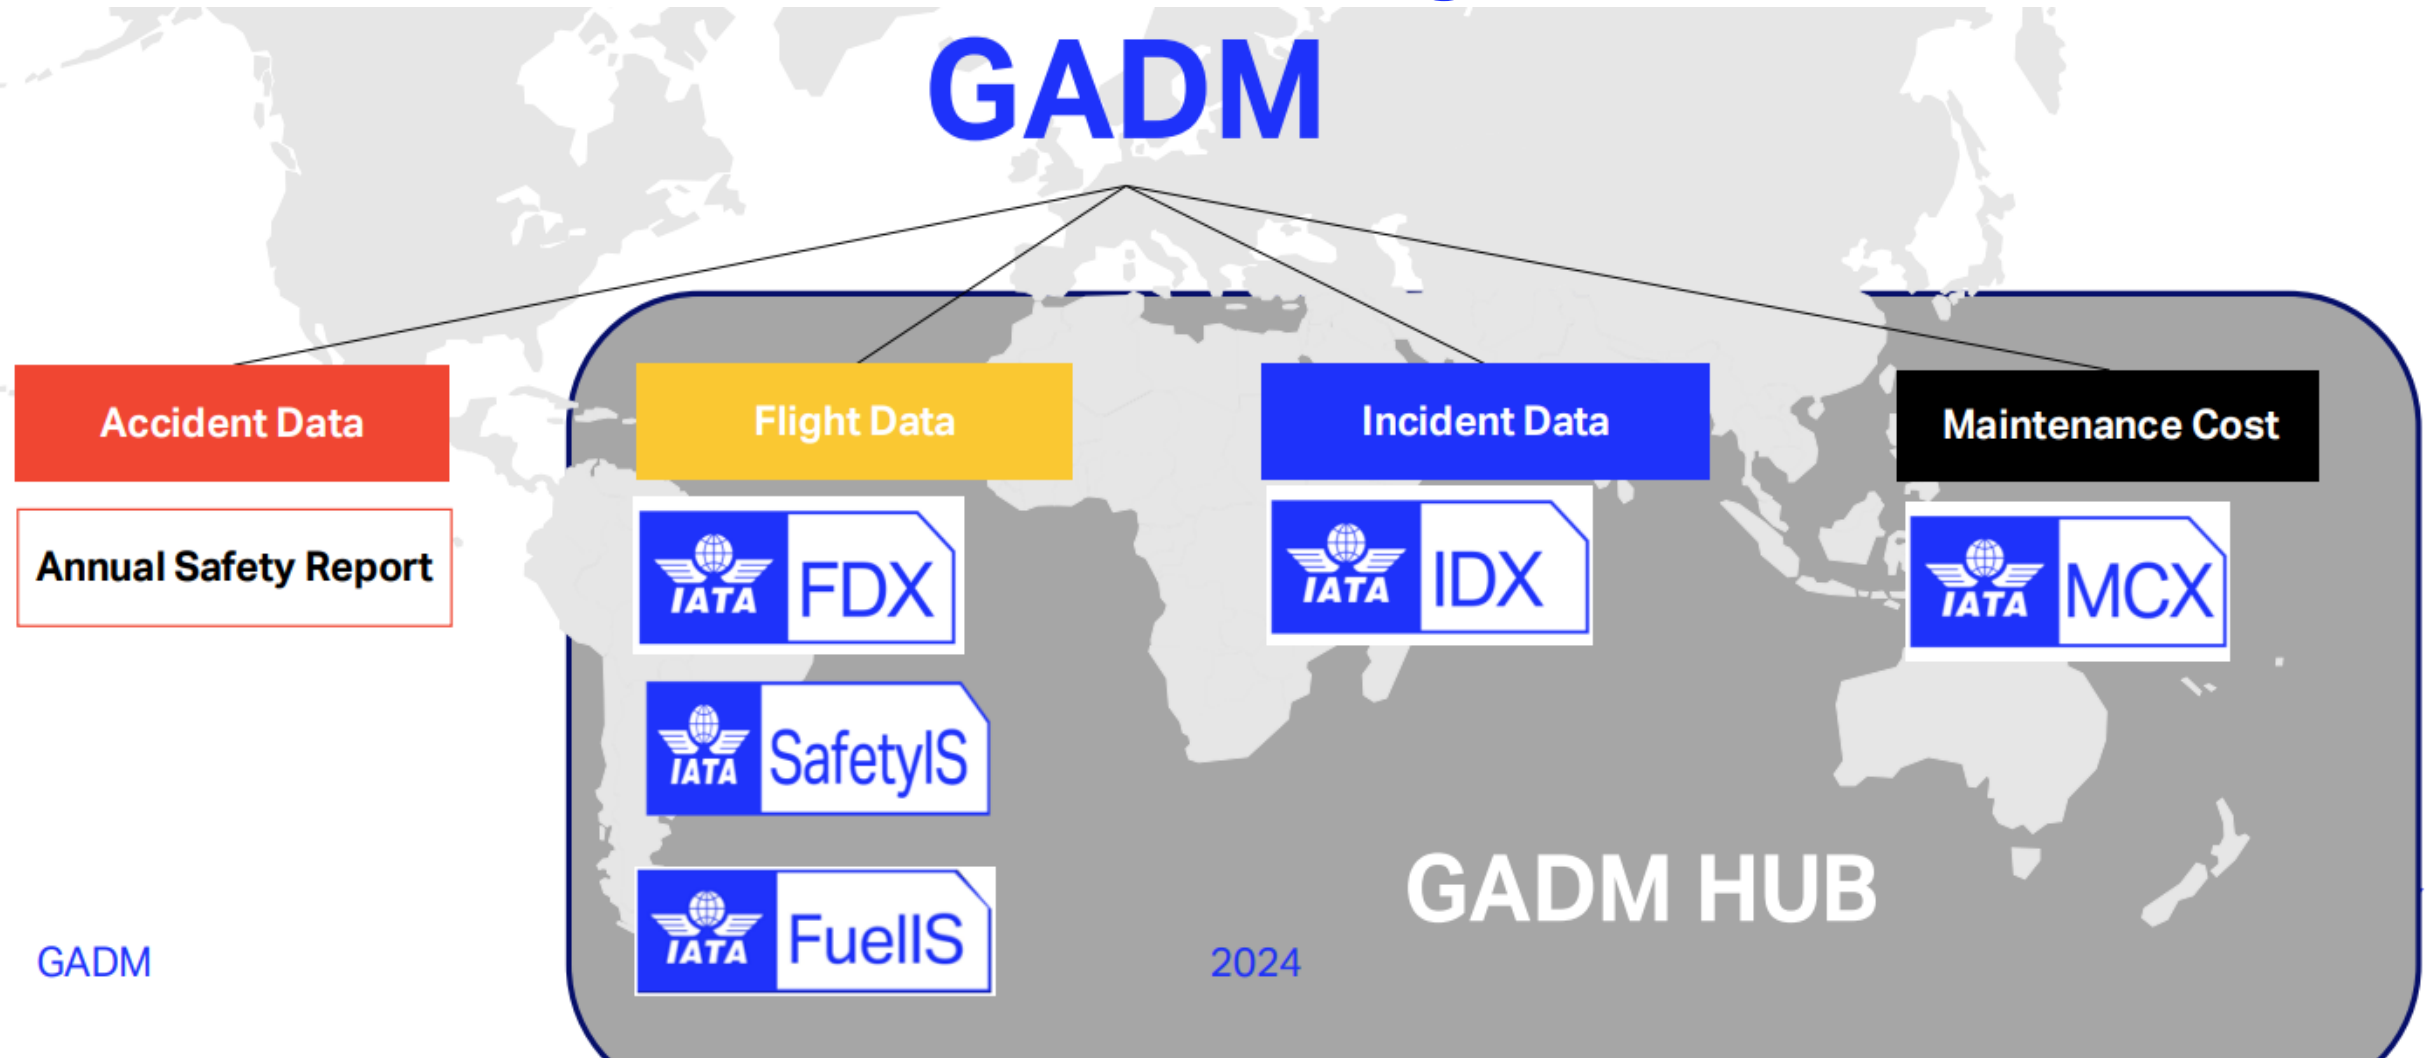 GADM
Accident Data
Flight Data
Incident Data
Maintenance Cost
Annual Safety Report
IATA FDX
IATA IDX
IATA MCX
IATA SafetyIS
IATA FuelIS
GADM HUB
GADM
2024